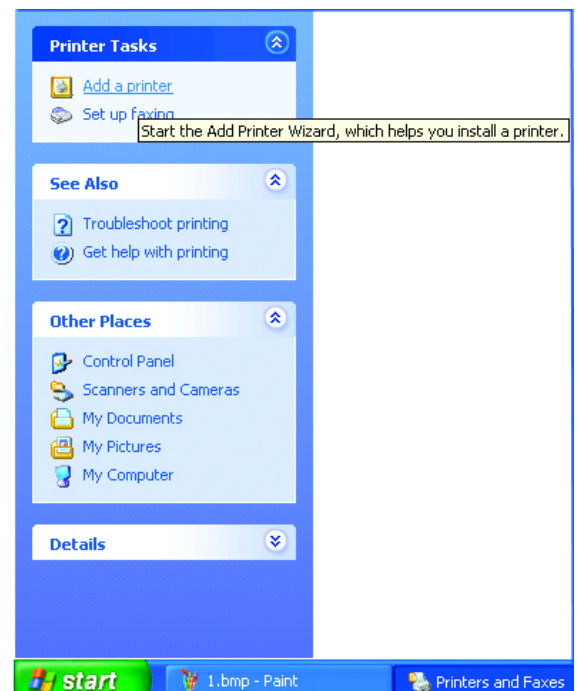 Printer Tasks
Add a printer
Set up faxing
Start the Add Printer Wizard, which helps you install a printer.
See Also
Troubleshoot printing
Get help with printing
Other Places
Control Panel
Scanners and Cameras
My Documents
My Pictures
My Computer
Details
start
1.bmp - Paint
Printers and Faxes